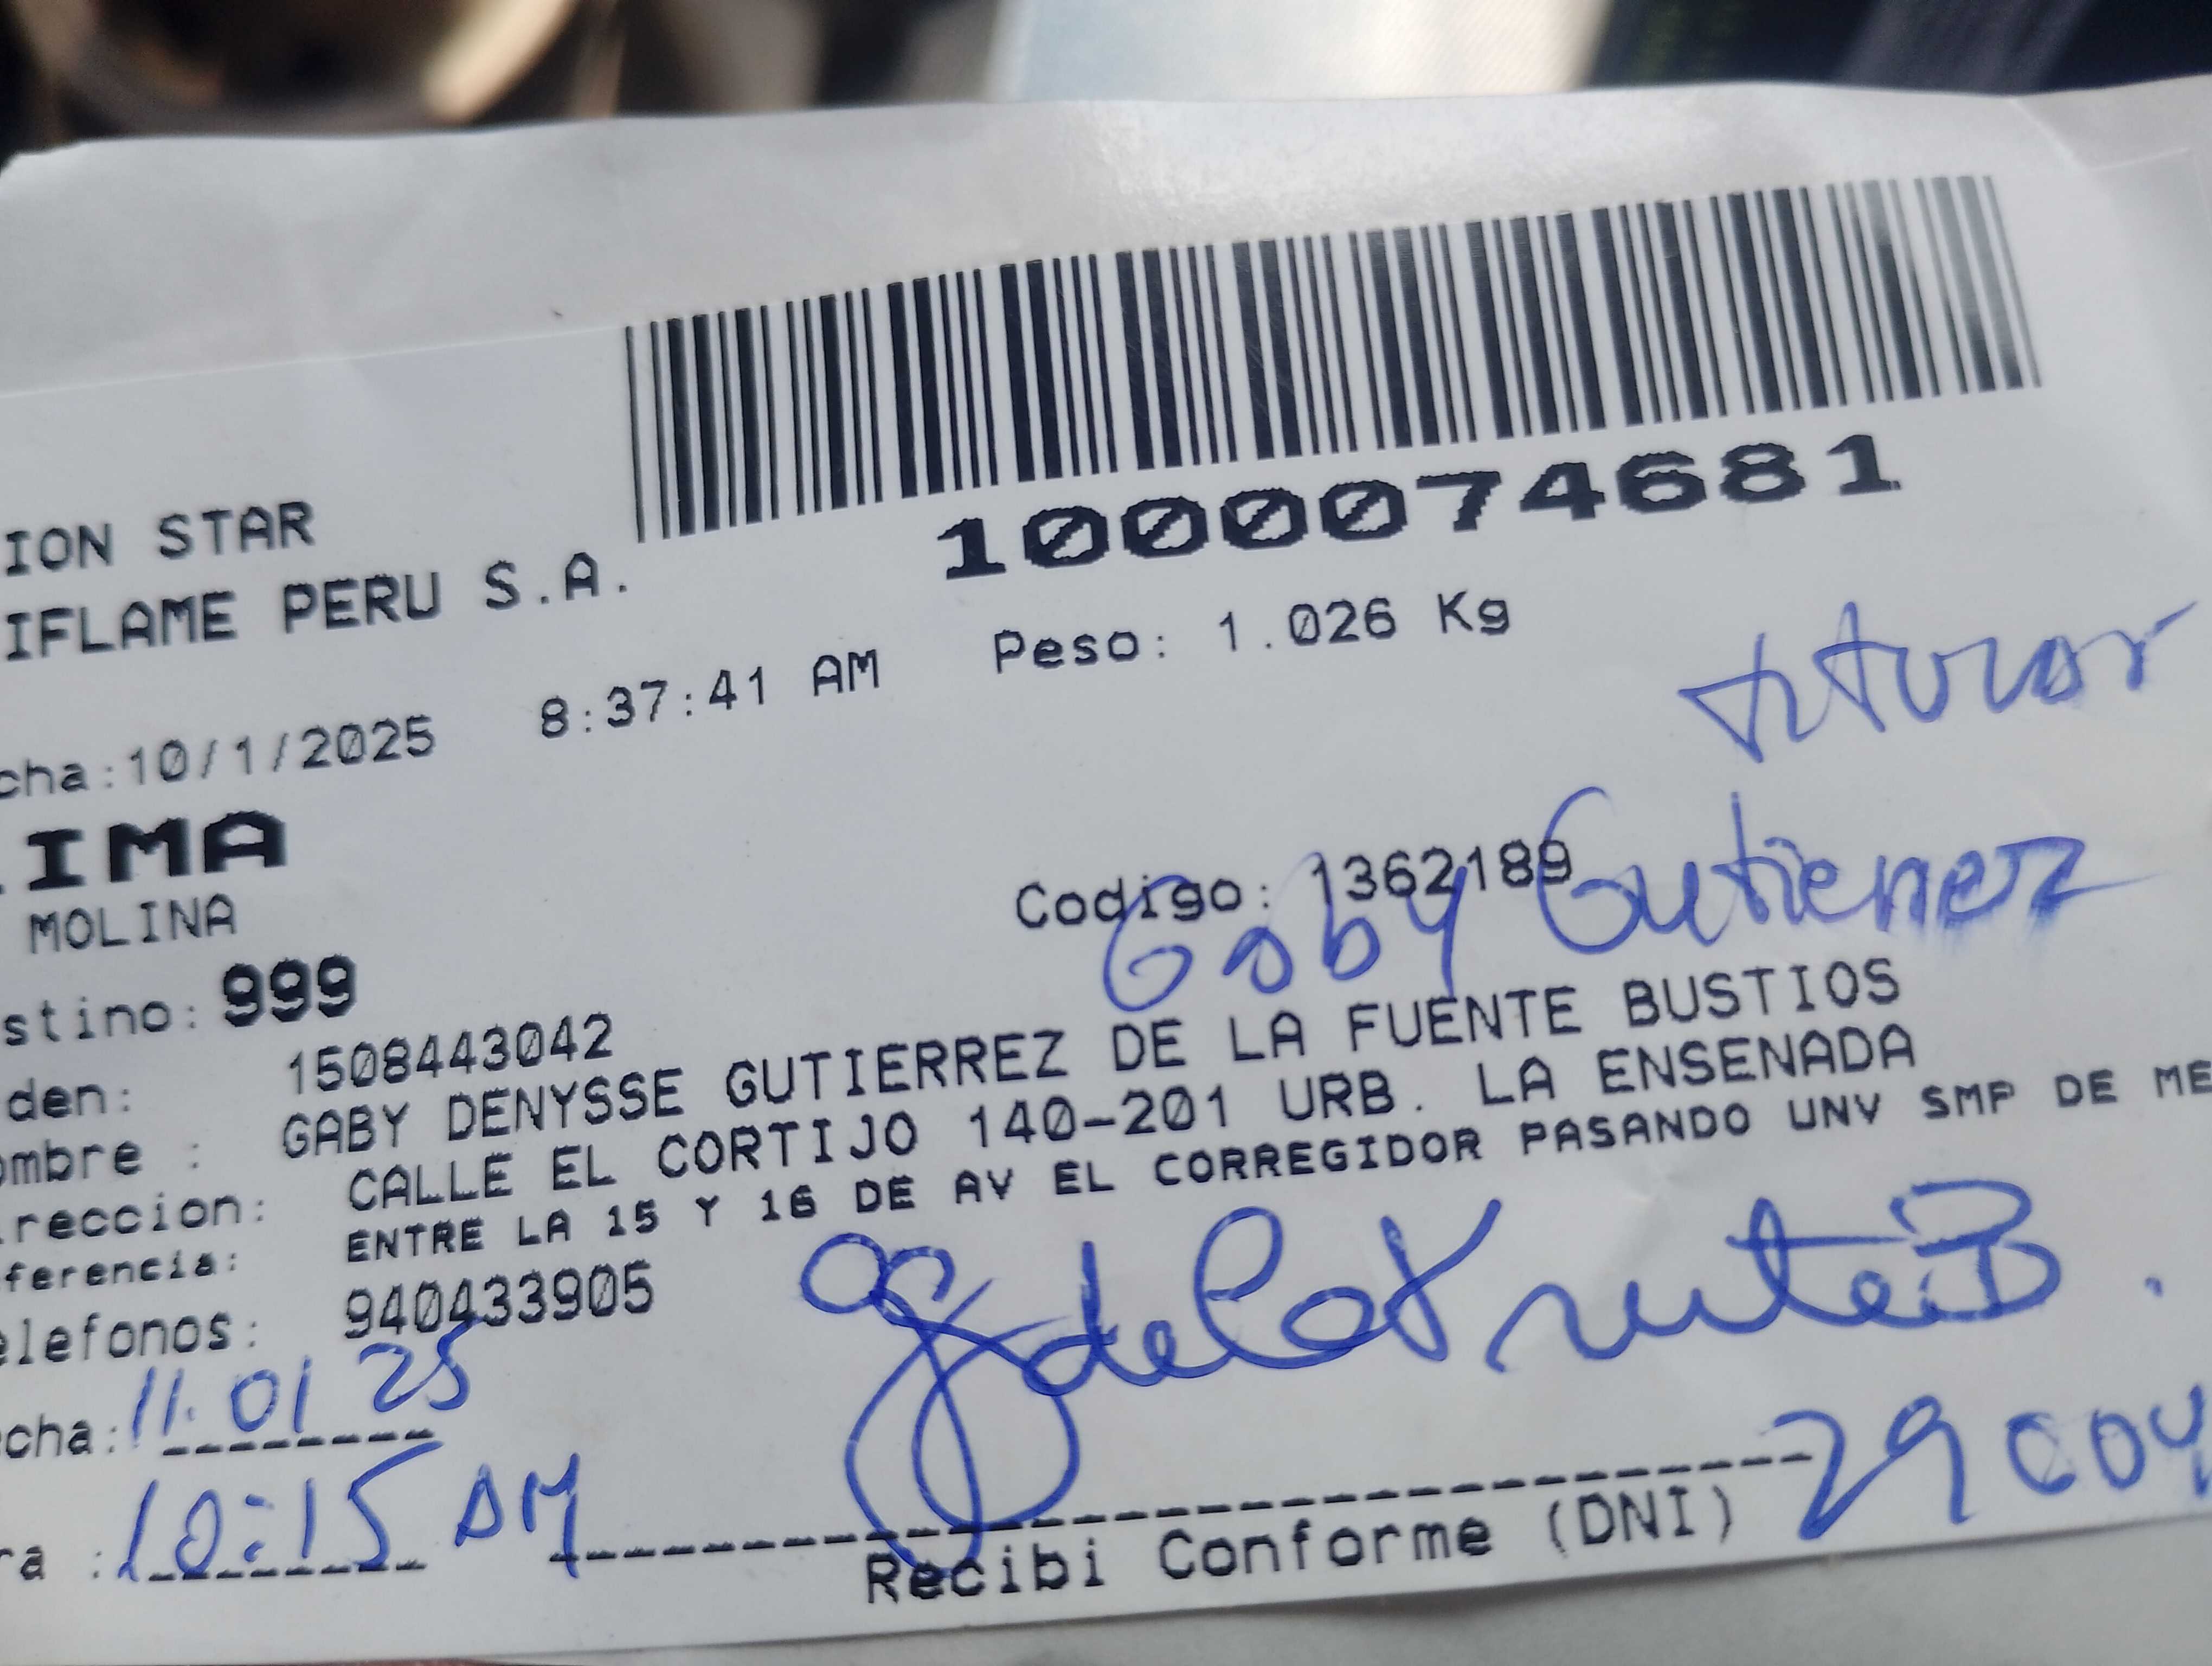 ION STAR
IFLAME PERU S.A.
1000074681
cha:10/1/2025 8:37:41 AM Peso: 1.026 Kg
titular
IMA
MOLINA
Codigo: 1362189
Gaby Gutierrez
stino: 999
den: 1508443042
ombre : GABY DENYSSE GUTIERREZ DE LA FUENTE BUSTIOS
reccion: CALLE EL CORTIJO 140-201 URB. LA ENSENADA
ferencia: ENTRE LA 15 Y 16 DE AV EL CORREGIDOR PASANDO UNV SMP DE ME
elefonos: 940433905
cha: 11.01 25
ra : 10:15 AM
Recibi Conforme (DNI) 29004